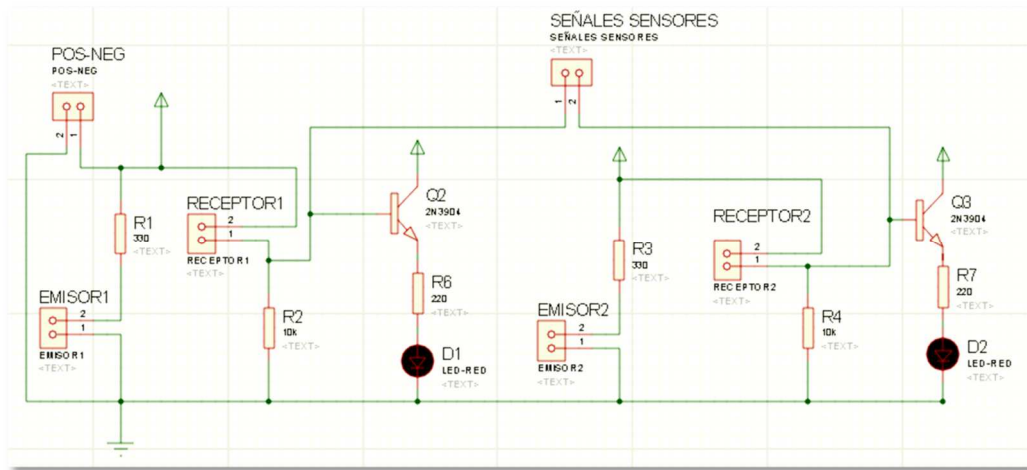 SEÑALES SENSORES
SEÑALES SENSORES
<TEXT>
1
2
POS-NEG
POS-NEG
<TEXT>
2
1
RECEPTOR1
2
1
RECEPTOR1
<TEXT>
R1
330
<TEXT>
EMISOR1
2
1
EMISOR1
<TEXT>
R2
10k
<TEXT>
Q2
2N3904
<TEXT>
R6
220
<TEXT>
D1
LED-RED
<TEXT>
R3
330
<TEXT>
EMISOR2
2
1
EMISOR2
<TEXT>
RECEPTOR2
2
1
RECEPTOR2
<TEXT>
R4
10k
<TEXT>
Q3
2N3904
<TEXT>
R7
220
<TEXT>
D2
LED-RED
<TEXT>